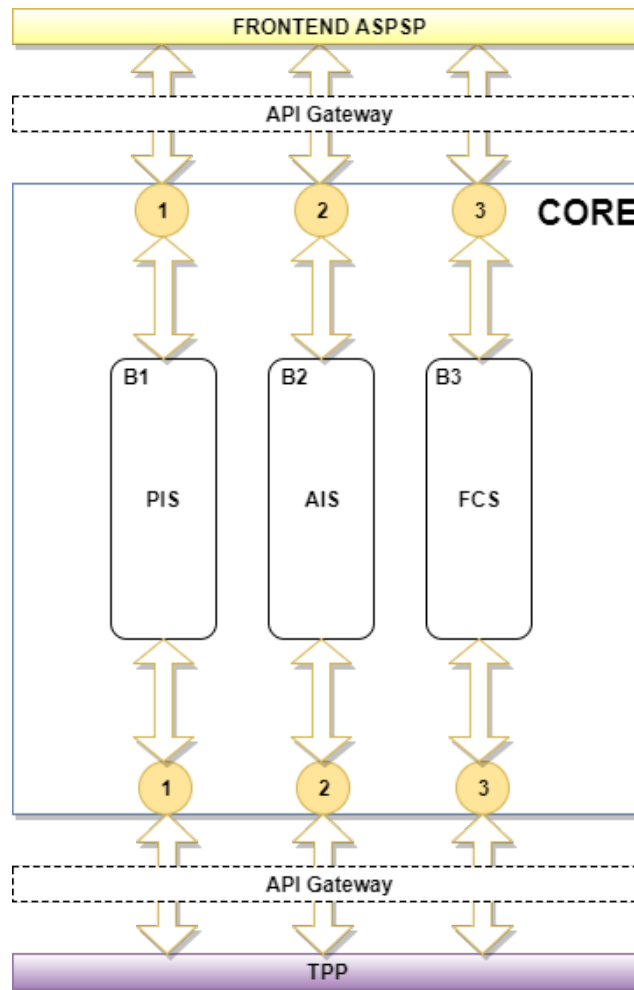 FRONTEND ASPSP
API Gateway
1 2 3 CORE
B1 B2 B3
PIS AIS FCS
1 2 3
API Gateway
TPP